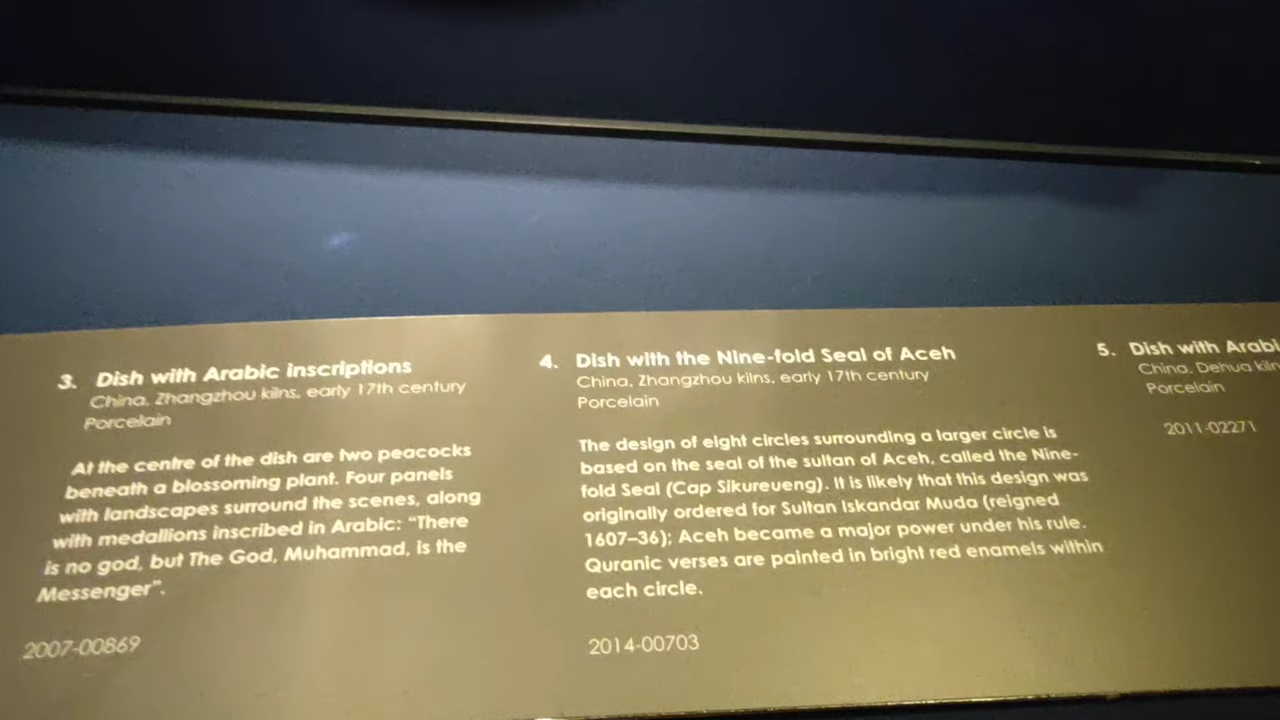 3. Dish with Arabic inscriptions
China, Zhangzhou kilns, early 17th century
Porcelain
At the centre of the dish are two peacocks
beneath a blossoming plant. Four panels
with landscapes surround the scenes, along
with medallions inscribed in Arabic: “There
is no god, but The God, Muhammad, is the
Messenger”.
2007-00869
4. Dish with the Nine-fold Seal of Aceh
China, Zhangzhou kilns, early 17th century
Porcelain
The design of eight circles surrounding a larger circle is
based on the seal of the sultan of Aceh, called the Nine-
fold Seal (Cap Sikureueng). It is likely that this design was
originally ordered for Sultan Iskandar Muda (reigned
1607–36); Aceh became a major power under his rule.
Quranic verses are painted in bright red enamels within
each circle.
2014-00703
5. Dish with
China, Dehua
Porcelain
2011-02271